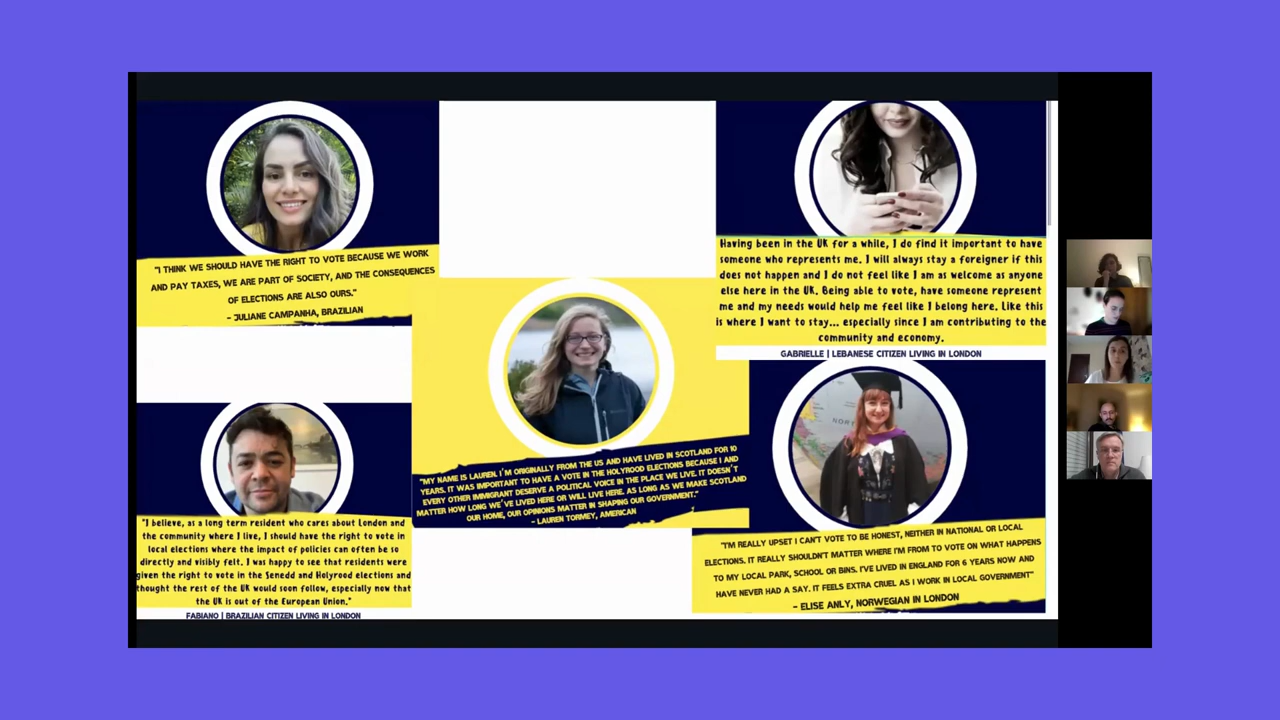 "I THINK WE SHOULD HAVE THE RIGHT TO VOTE BECAUSE WE WORK
AND PAY TAXES, WE ARE PART OF SOCIETY, AND THE CONSEQUENCES
OF ELECTIONS ARE ALSO OURS."
– JULIANE CAMPANHA, BRAZILIAN
Having been in the UK for a while, I do find it important to have
someone who represents me. I will always stay a foreigner if this
does not happen and I do not feel like I am as welcome as anyone
else here in the UK. Being able to vote, have someone represent
me and my needs would help me feel like I belong here. Like this
is where I want to stay... especially since I am contributing to the
community and economy.
GABRIELLE | LEBANESE CITIZEN LIVING IN LONDON
"MY NAME IS LAUREN. I'M ORIGINALLY FROM THE US AND HAVE LIVED IN SCOTLAND FOR 10
YEARS. IT WAS IMPORTANT TO HAVE A VOTE IN THE HOLYROOD ELECTIONS BECAUSE I AND
EVERY OTHER IMMIGRANT DESERVE A POLITICAL VOICE IN THE PLACE WE LIVE. IT DOESN'T
MATTER HOW LONG WE'VE LIVED HERE OR WILL LIVE HERE. AS LONG AS WE MAKE SCOTLAND
OUR HOME, OUR OPINIONS MATTER IN SHAPING OUR GOVERNMENT."
– LAUREN TORMEY, AMERICAN
"I believe, as a long term resident who cares about London and
the community where I live, I should have the right to vote in
local elections where the impact of policies can often be so
directly and visibly felt. I was happy to see that residents were
given the right to vote in the Senedd and Holyrood elections and
thought the rest of the UK would soon follow, especially now that
the UK is out of the European Union."
FABIANO | BRAZILIAN CITIZEN LIVING IN LONDON
NOR
"I'M REALLY UPSET I CAN'T VOTE TO BE HONEST, NEITHER IN NATIONAL OR LOCAL
ELECTIONS. IT REALLY SHOULDN'T MATTER WHERE I'M FROM TO VOTE ON WHAT HAPPENS
TO MY LOCAL PARK, SCHOOL OR BINS. I'VE LIVED IN ENGLAND FOR 6 YEARS NOW AND
HAVE NEVER HAD A SAY. IT FEELS EXTRA CRUEL AS I WORK IN LOCAL GOVERNMENT"
– ELISE ANLY, NORWEGIAN IN LONDON